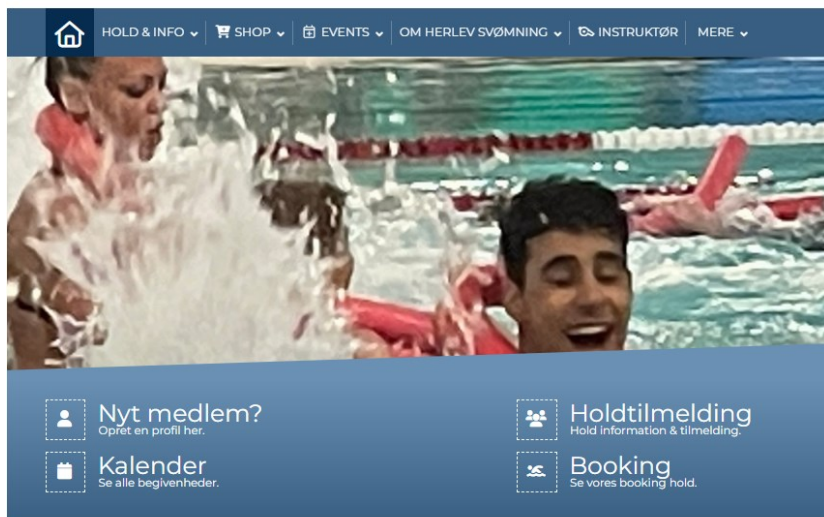 HOLD & INFO SHOP EVENTS OM HERLEV SVØMNING INSTRUKTØR MERE
Nyt medlem?
Opret en profil her.
Holdtilmelding
Hold information & tilmelding.
Kalender
Se alle begivenheder.
Booking
Se vores booking hold.